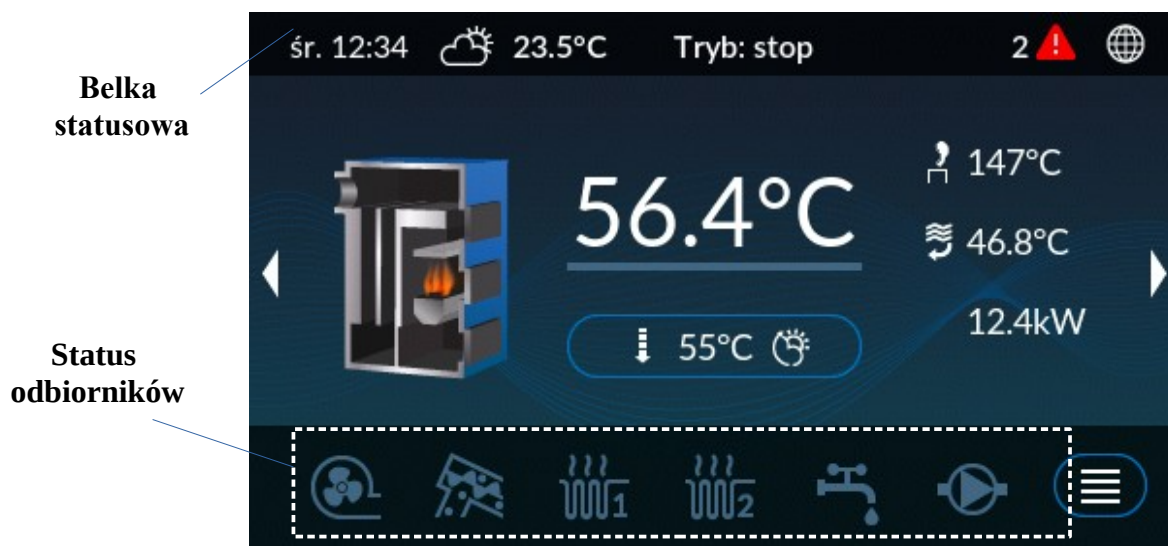 śr. 12:34 23.5°C Tryb: stop 2
Belka
statusowa
147°C
56.4°C
46.8°C
12.4kW
55°C
Status
odbiorników
1 2